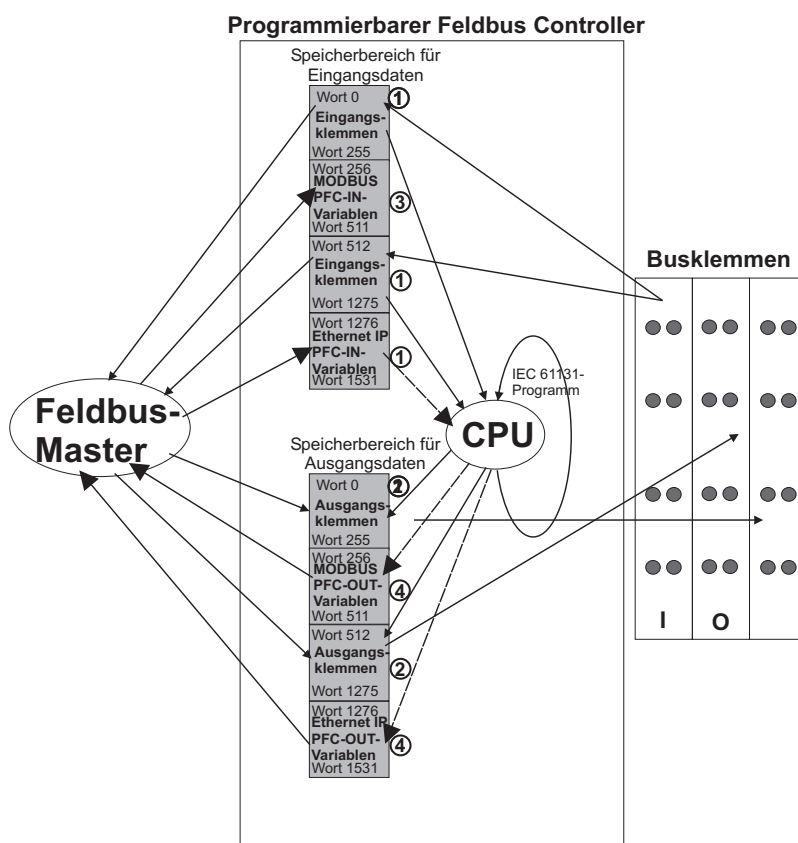 Programmierbarer Feldbus Controller
Speicherbereich für
Eingangsdaten
Wort 0
1
Eingangs-
klemmen
Wort 255
Wort 256
MODBUS
PFC-IN-
Variablen
3
Wort 511
Wort 512
Eingangs-
klemmen
1
Wort 1275
Wort 1276
Ethernet IP
PFC-IN-
Variablen
1
Wort 1531
Feldbus-
Master
IEC 61131-
Programm
CPU
Busklemmen
I
O
Speicherbereich für
Ausgangsdaten
Wort 0
2
Ausgangs-
klemmen
Wort 255
Wort 256
MODBUS
PFC-OUT-
Variablen
4
Wort 511
Wort 512
Ausgangs-
klemmen
2
Wort 1275
Wort 1276
Ethernet IP
PFC-OUT-
Variablen
4
Wort 1531